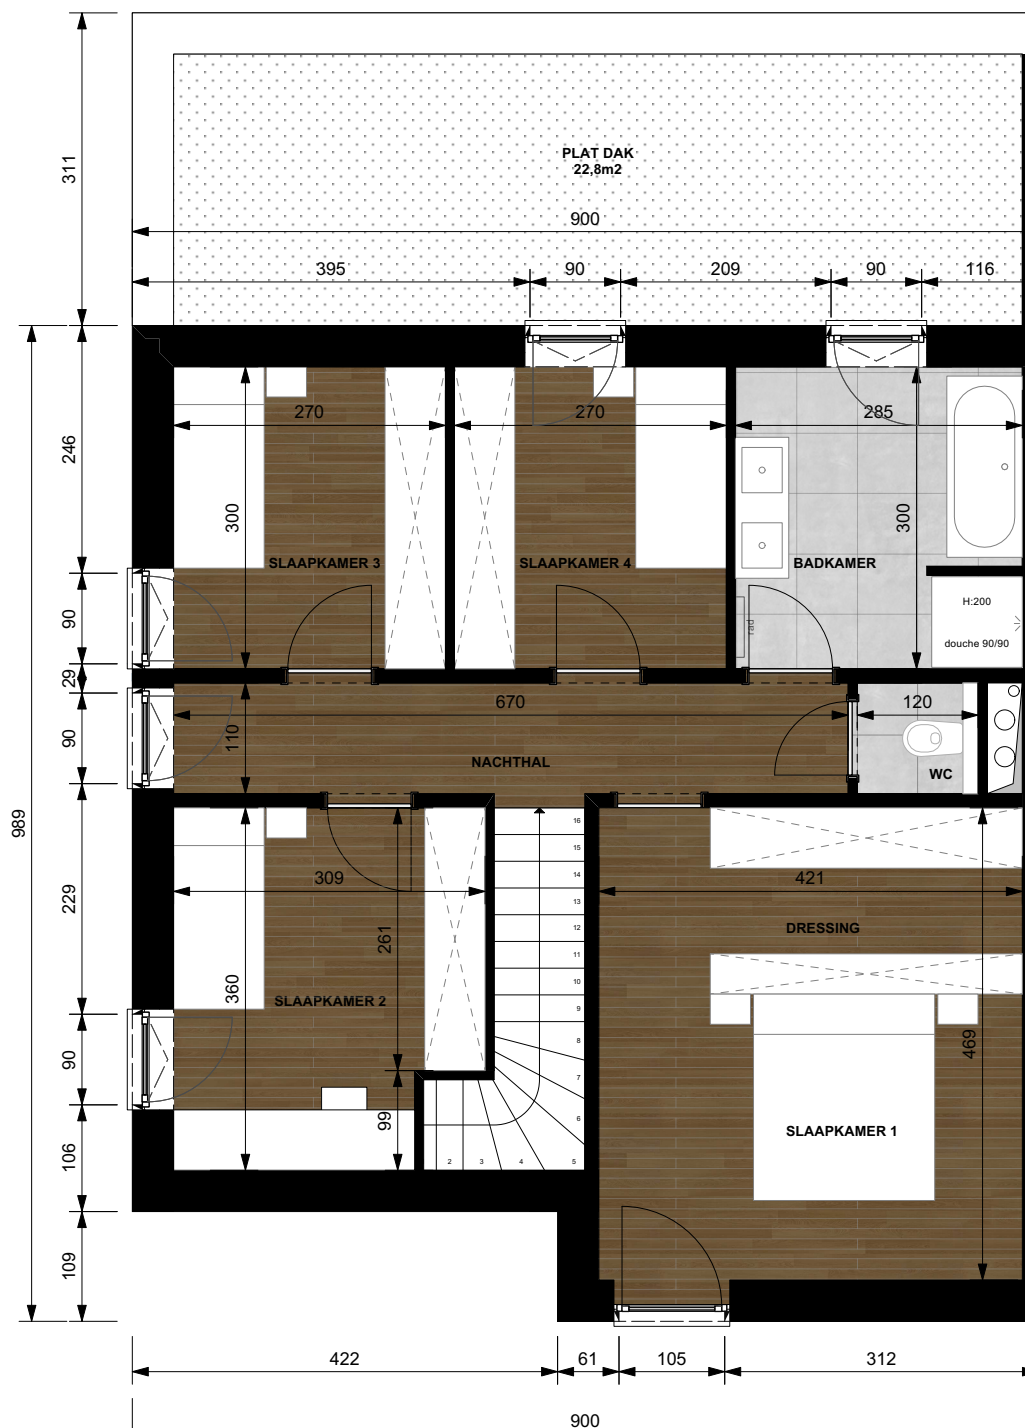 PLAT DAK
22,8m2
311
900
395 90 209 90 116
246
270 270 285
300 300
SLAAPKAMER 3 SLAAPKAMER 4 BADKAMER
H:200
douche 90/90
rad
90
29
670 120
110
90
NACHTHAL
WC
989
229
16
15
14
13
12
11
10
9
8
7
6
5
4
3
2
309 421
261
DRESSING
360
SLAAPKAMER 2
469
90
99
106
SLAAPKAMER 1
109
422 61 105 312
900